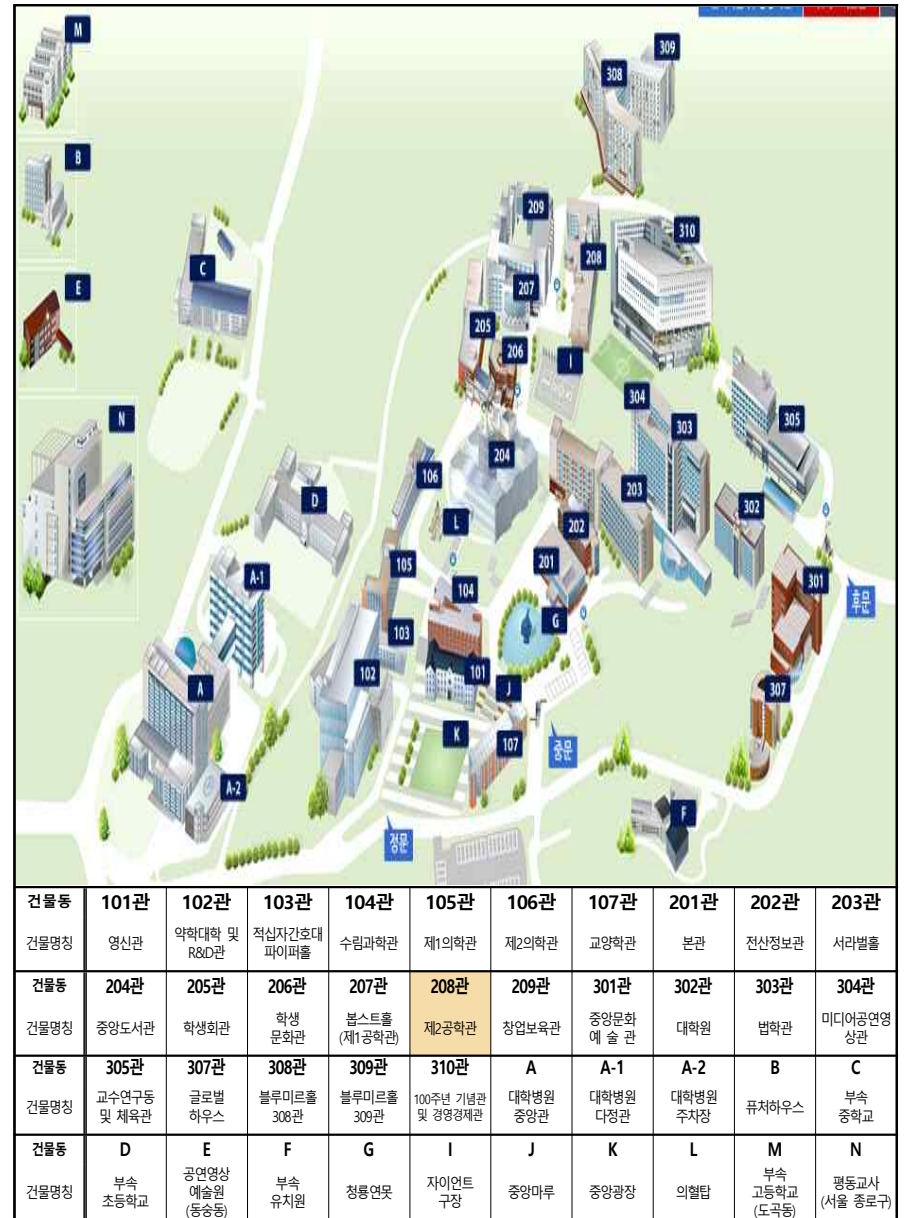 M
309
308
B
209
310
C
208
207
E
205
206
I
304
305
N
303
204
106
203
D
302
L
202
105
201
A-1
301
104
후문
G
103
102
101
A
J
307
K
107
중문
A-2
F
정문
건물동 101관 102관 103관 104관 105관 106관 107관 201관 202관 203관
건물명칭 영신관 약학대학 및 R&D관 적십자간호대 파이퍼홀 수림과학관 제1의학관 제2의학관 교양학관 본관 전산정보관 서라벌홀
건물동 204관 205관 206관 207관 208관 209관 301관 302관 303관 304관
건물명칭 중앙도서관 학생회관 학생 문화관 봅스트홀 (제1공학관) 제2공학관 창업보육관 중앙문화 예 술 관 대학원 법학관 미디어공연영 상관
건물동 305관 307관 308관 309관 310관 A A-1 A-2 B C
건물명칭 교수연구동 및 체육관 글로벌 하우스 블루미르홀 308관 블루미르홀 309관 100주년 기념관 및 경영경제관 대학병원 중앙관 대학병원 다정관 대학병원 주차장 퓨처하우스 부속 중학교
건물동 D E F G I J K L M N
건물명칭 부속 초등학교 공연영상 예술원 (동숭동) 부속 유치원 청룡연못 자이언트 구장 중앙마루 중앙광장 의혈탑 부속 고등학교 (도곡동) 평동교사 (서울 종로구)